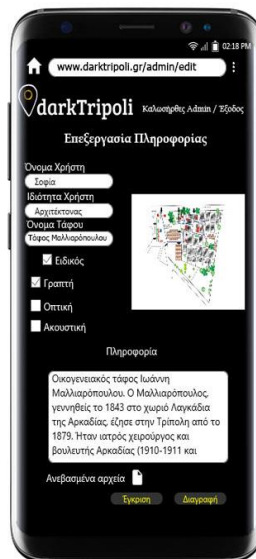 02:18 PM
www.darktripoli.gr/admin/edit
darkTripoli
Καλωσήρθες Admin / Έξοδος
Επεξεργασία Πληροφορίας
Όνομα Χρήστη
Σοφία
Ιδιότητα Χρήστη
Αρχιτέκτονας
Όνομα Τάφου
Τάφος Μαλλιαρόπουλου
Ειδικός
Γραπτή
Οπτική
Ακουστική
Πληροφορία
Οικογενειακός τάφος Ιωάννη
Μαλλιαρόπουλου. Ο Μαλλιαρόπουλος,
γεννηθείς το 1843 στο χωριό Λαγκάδια
της Αρκαδίας, έζησε στην Τρίπολη από το
1879. Ήταν ιατρός χειρούργος και
βουλευτής Αρκαδίας (1910-1911 και
Ανεβασμένα αρχεία
Έγκριση
Διαγραφή